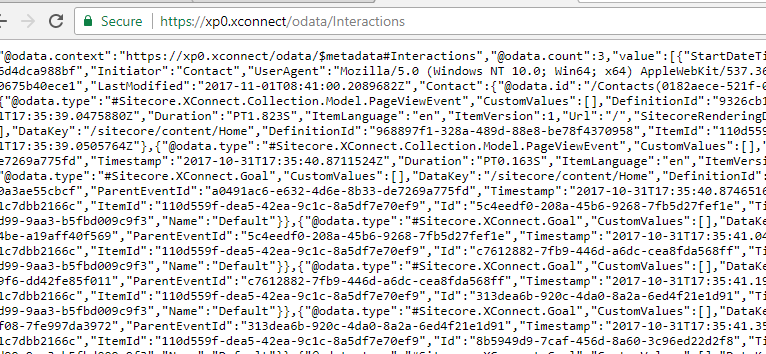 Secure https://xp0.xconnect/odata/Interactions
"@odata.context":"https://xp0.xconnect/odata/$metadata#Interactions","@odata.count":3,"value":[{"StartDateTi
6d4dca988bf","Initiator":"Contact","UserAgent":"Mozilla/5.0 (Windows NT 10.0; Win64; x64) AppleWebKit/537.36
0675b40ece1","LastModified":"2017-11-01T08:41:00.2089682Z","Contact":{"@odata.id":"/Contacts(0182aece-521f-0
{"@odata.type":"#Sitecore.XConnect.Collection.Model.PageViewEvent","CustomValues":[],"DefinitionId":"9326cb1
17:35:39.0475880Z","Duration":"PT1.823S","ItemLanguage":"en","ItemVersion":1,"Url":"/","SitecoreRenderingD
],"DataKey":"/sitecore/content/Home","DefinitionId":"968897f1-328a-489d-88e8-be78f4370958","ItemId":"110d559
17:35:39.0505764Z"},{"@odata.type":"#Sitecore.XConnect.Collection.Model.PageViewEvent","CustomValues":[],"De
e7269a775fd","Timestamp":"2017-10-31T17:35:40.8711524Z","Duration":"PT0.163S","ItemLanguage":"en","ItemVersi
"@odata.type":"#Sitecore.XConnect.Goal","CustomValues":[],"DataKey":"/sitecore/content/Home","DefinitionId"
0a3ae55cbcf","ParentEventId":"a0491ac6-e632-4d6e-8b33-de7269a775fd","Timestamp":"2017-10-31T17:35:40.8746516
1c7dbb2166c","ItemId":"110d559f-dea5-42ea-9c1c-8a5df7e70ef9","Id":"5c4eedf0-208a-45b6-9268-7fb5d27fef1e","Ti
d99-9aa3-b5fbd009c9f3","Name":"Default"}},{"@odata.type":"#Sitecore.XConnect.Goal","CustomValues":[],"DataKe
4be-a19aff40f569","ParentEventId":"5c4eedf0-208a-45b6-9268-7fb5d27fef1e","Timestamp":"2017-10-31T17:35:41.04
1c7dbb2166c","ItemId":"110d559f-dea5-42ea-9c1c-8a5df7e70ef9","Id":"c7612882-7fb9-446d-a6dc-cea8fda568ff","Ti
d99-9aa3-b5fbd009c9f3","Name":"Default"}},{"@odata.type":"#Sitecore.XConnect.Goal","CustomValues":[],"DataKe
9f6-dd42fe85f011","ParentEventId":"c7612882-7fb9-446d-a6dc-cea8fda568ff","Timestamp":"2017-10-31T17:35:41.19
1c7dbb2166c","ItemId":"110d559f-dea5-42ea-9c1c-8a5df7e70ef9","Id":"313dea6b-920c-4da0-8a2a-6ed4f21e1d91","Ti
d99-9aa3-b5fbd009c9f3","Name":"Default"}},{"@odata.type":"#Sitecore.XConnect.Goal","CustomValues":[],"DataKe
f08-7fe997da3972","ParentEventId":"313dea6b-920c-4da0-8a2a-6ed4f21e1d91","Timestamp":"2017-10-31T17:35:41.35
1c7dbb2166c","ItemId":"110d559f-dea5-42ea-9c1c-8a5df7e70ef9","Id":"8b5949d9-7caf-456d-8a60-3c96ed22d2f8","Ti